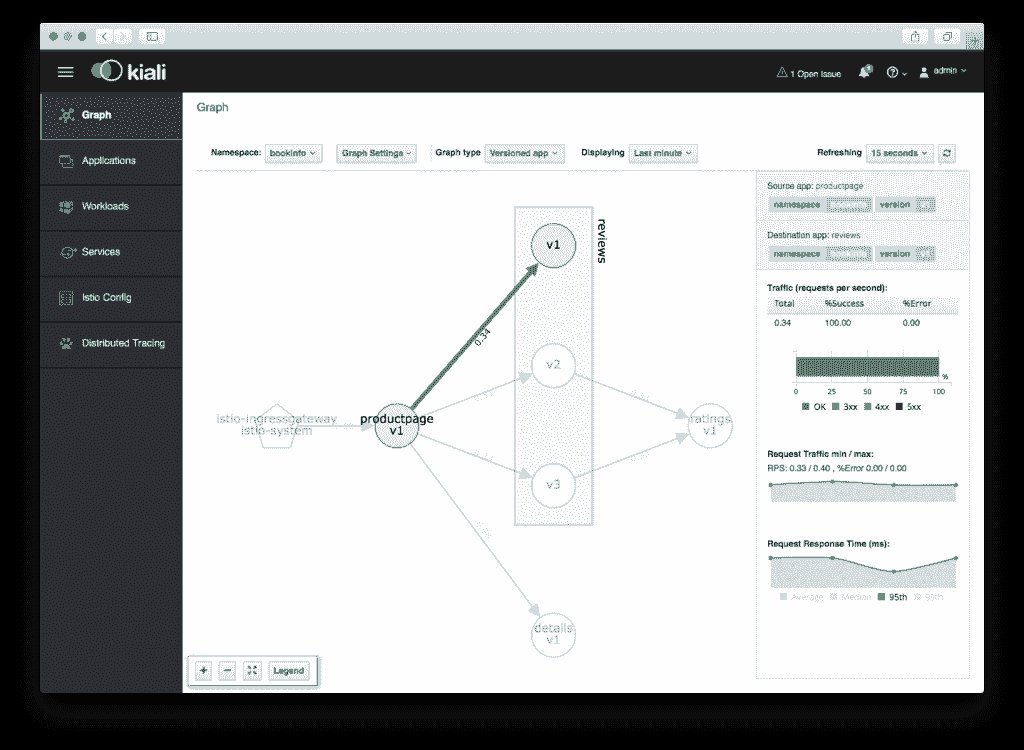 kiali
1 Open Issue
admin
Graph
Applications
Workloads
Services
Istio Config
Distributed Tracing
Graph
Namespace: bookinfo Graph Settings Graph type Versioned app Displaying Last minute Refreshing 15 seconds
reviews
v1
0.34
v2
istio-ingressgateway
istio-system
productpage
v1
ratings
v1
v3
details
v1
+ - Legend
Source app: productpage
namespace version
Destination app: reviews
namespace version
Traffic (requests per second):
Total %Success %Error
0.34 100.00 0.00
%
0 25 50 75 100
OK 3xx 4xx 5xx
Request Traffic min / max:
RPS: 0.33 / 0.40 , %Error 0.00 / 0.00
Request Response Time (ms):
Average Median 95th 99th